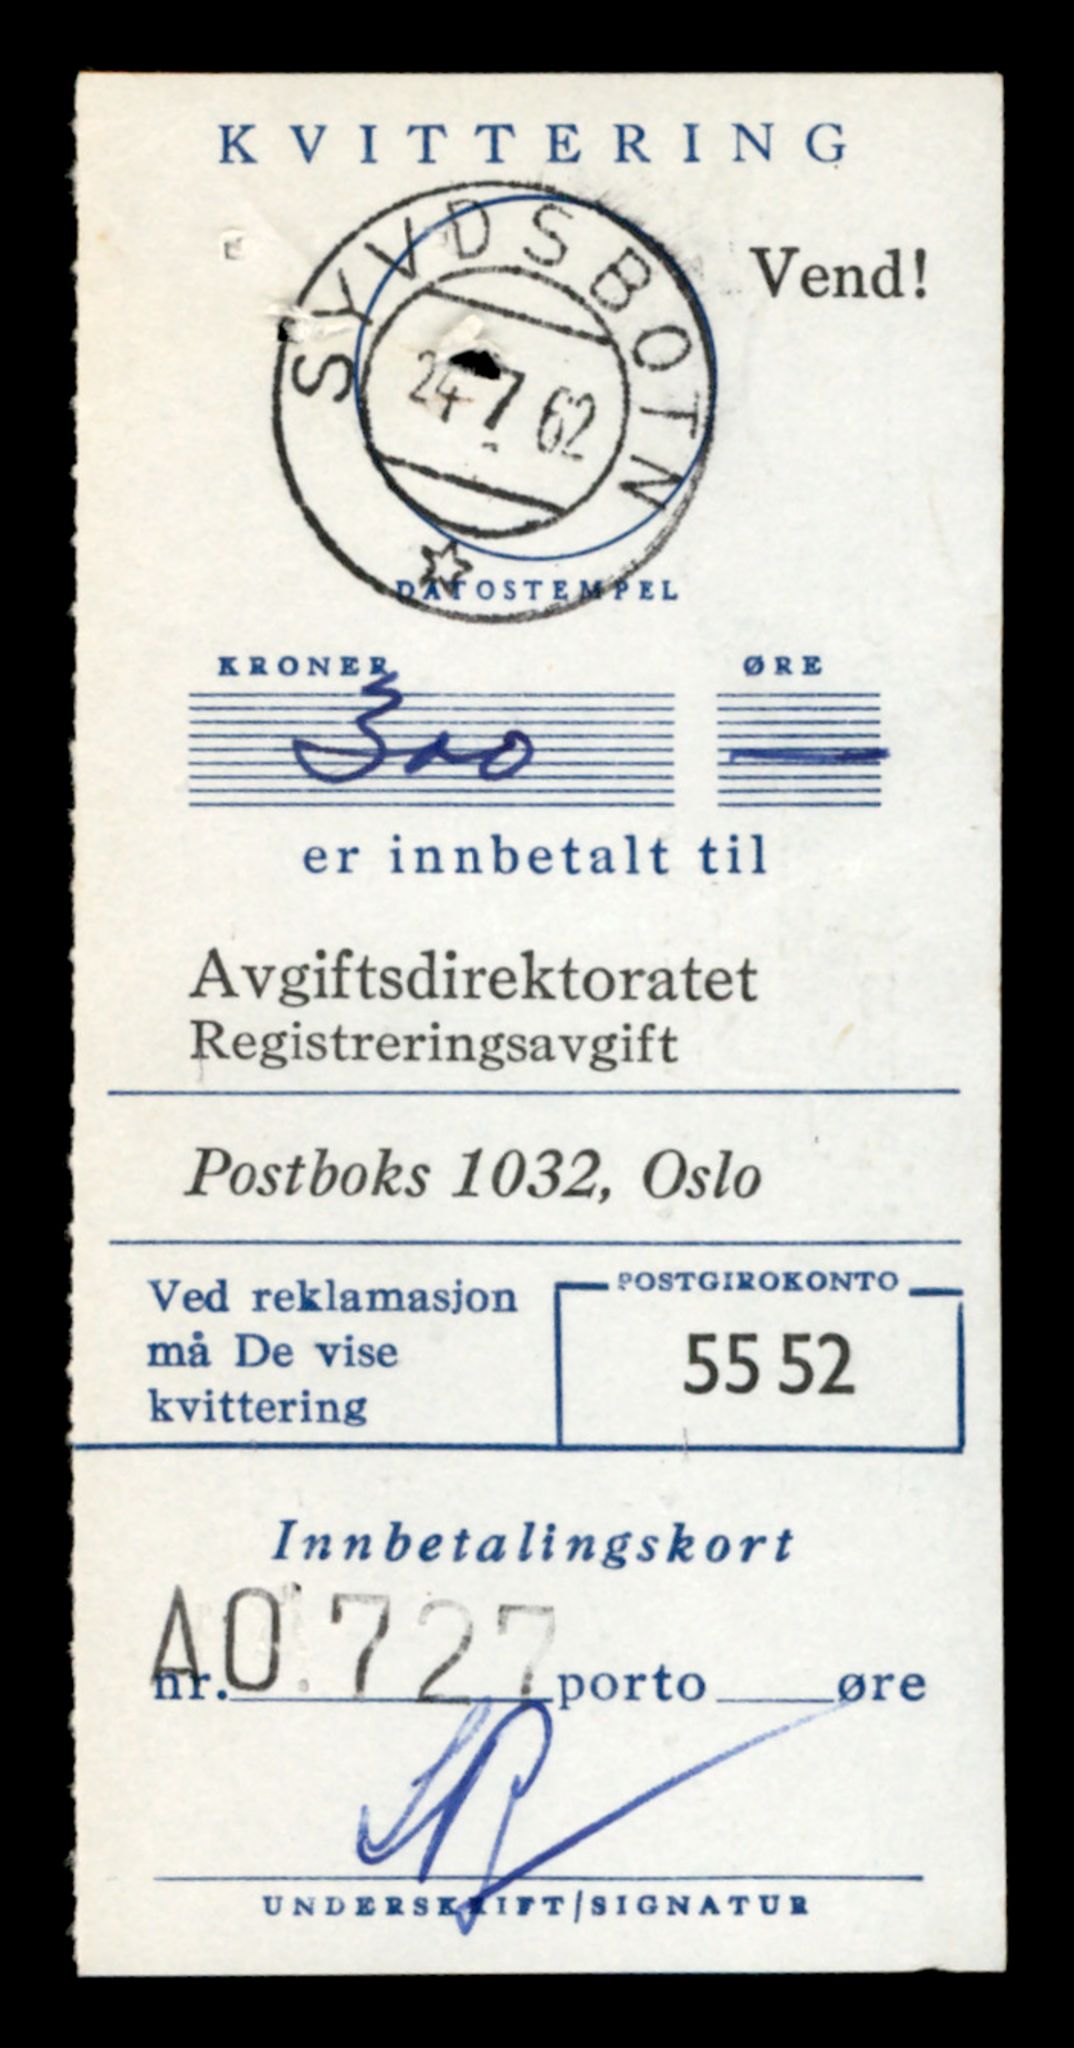 KVITTERING
SYVDSBOTN
Vend!
24 7 62
DATOSTEMPEL
KRONER ØRE
300 —
er innbetalt til
Avgiftsdirektoratet
Registreringsavgift
Postboks 1032, Oslo
Ved reklamasjon
må De vise
kvittering
POSTGIROKONTO
55 52
Innbetalingskort
A0.727
nr. porto øre
UNDERSKRIFT/SIGNATUR